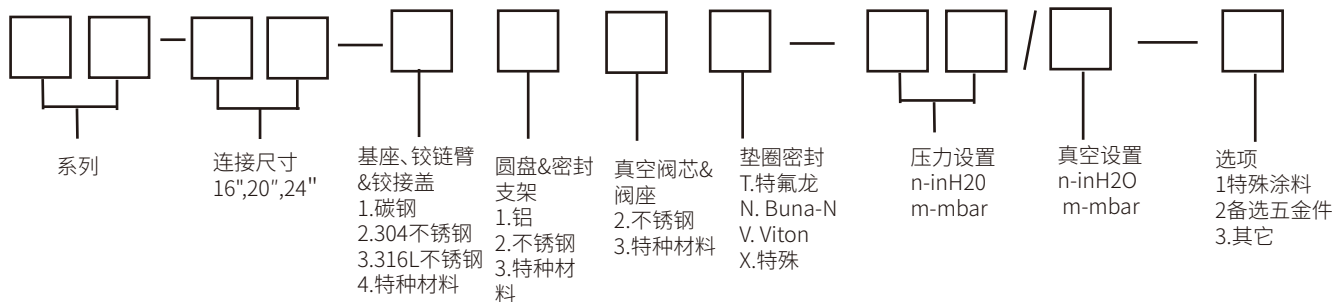 系列
连接尺寸
16",20",24"
基座、铰链臂
&铰接盖
1.碳钢
2.304不锈钢
3.316L不锈钢
4.特种材料
圆盘&密封
支架
1.铝
2.不锈钢
3.特种材
料
真空阀芯&
阀座
2.不锈钢
3.特种材料
垫圈密封
T.特氟龙
N. Buna-N
V. Viton
X.特殊
压力设置
n-inH20
m-mbar
真空设置
n-inH2O
m-mbar
选项
1特殊涂料
2备选五金件
3.其它